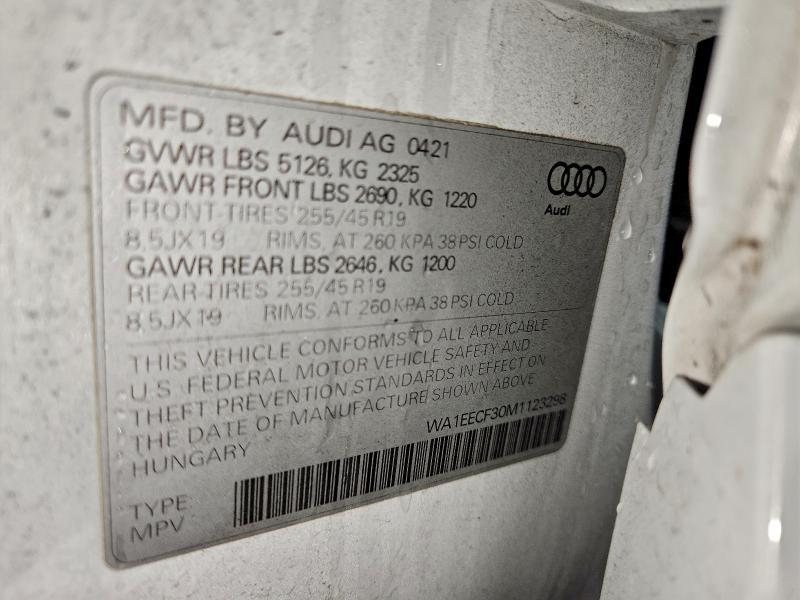 MFD. BY AUDI AG 0421
GVWR LBS 5126, KG 2325
GAWR FRONT LBS 2690, KG 1220
FRONT-TIRES 255/45 R19
8,5JX19 RIMS, AT 260 KPA 38 PSI COLD
GAWR REAR LBS 2646, KG 1200
REAR-TIRES 255/45 R19
8,5JX19 RIMS, AT 260 KPA 38 PSI COLD
Audi
THIS VEHICLE CONFORMS TO ALL APPLICABLE
U.S. FEDERAL MOTOR VEHICLE SAFETY AND
THEFT PREVENTION STANDARDS IN EFFECT ON
THE DATE OF MANUFACTURE SHOWN ABOVE
HUNGARY
WA1EECF30M1123298
TYPE
MPV